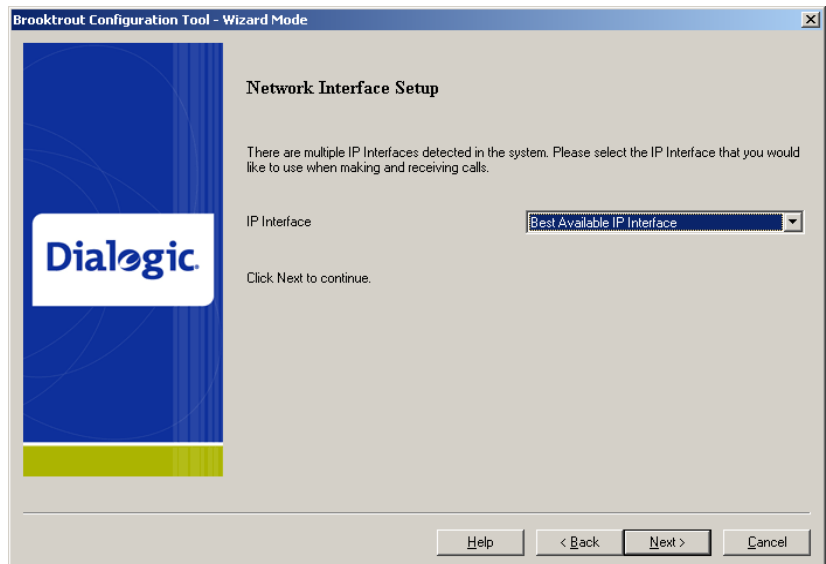 Brooktrout Configuration Tool - Wizard Mode
Network Interface Setup
There are multiple IP Interfaces detected in the system. Please select the IP Interface that you would
like to use when making and receiving calls.
IP Interface
Best Available IP Interface
Dialogic.
Click Next to continue.
Help
< Back
Next >
Cancel